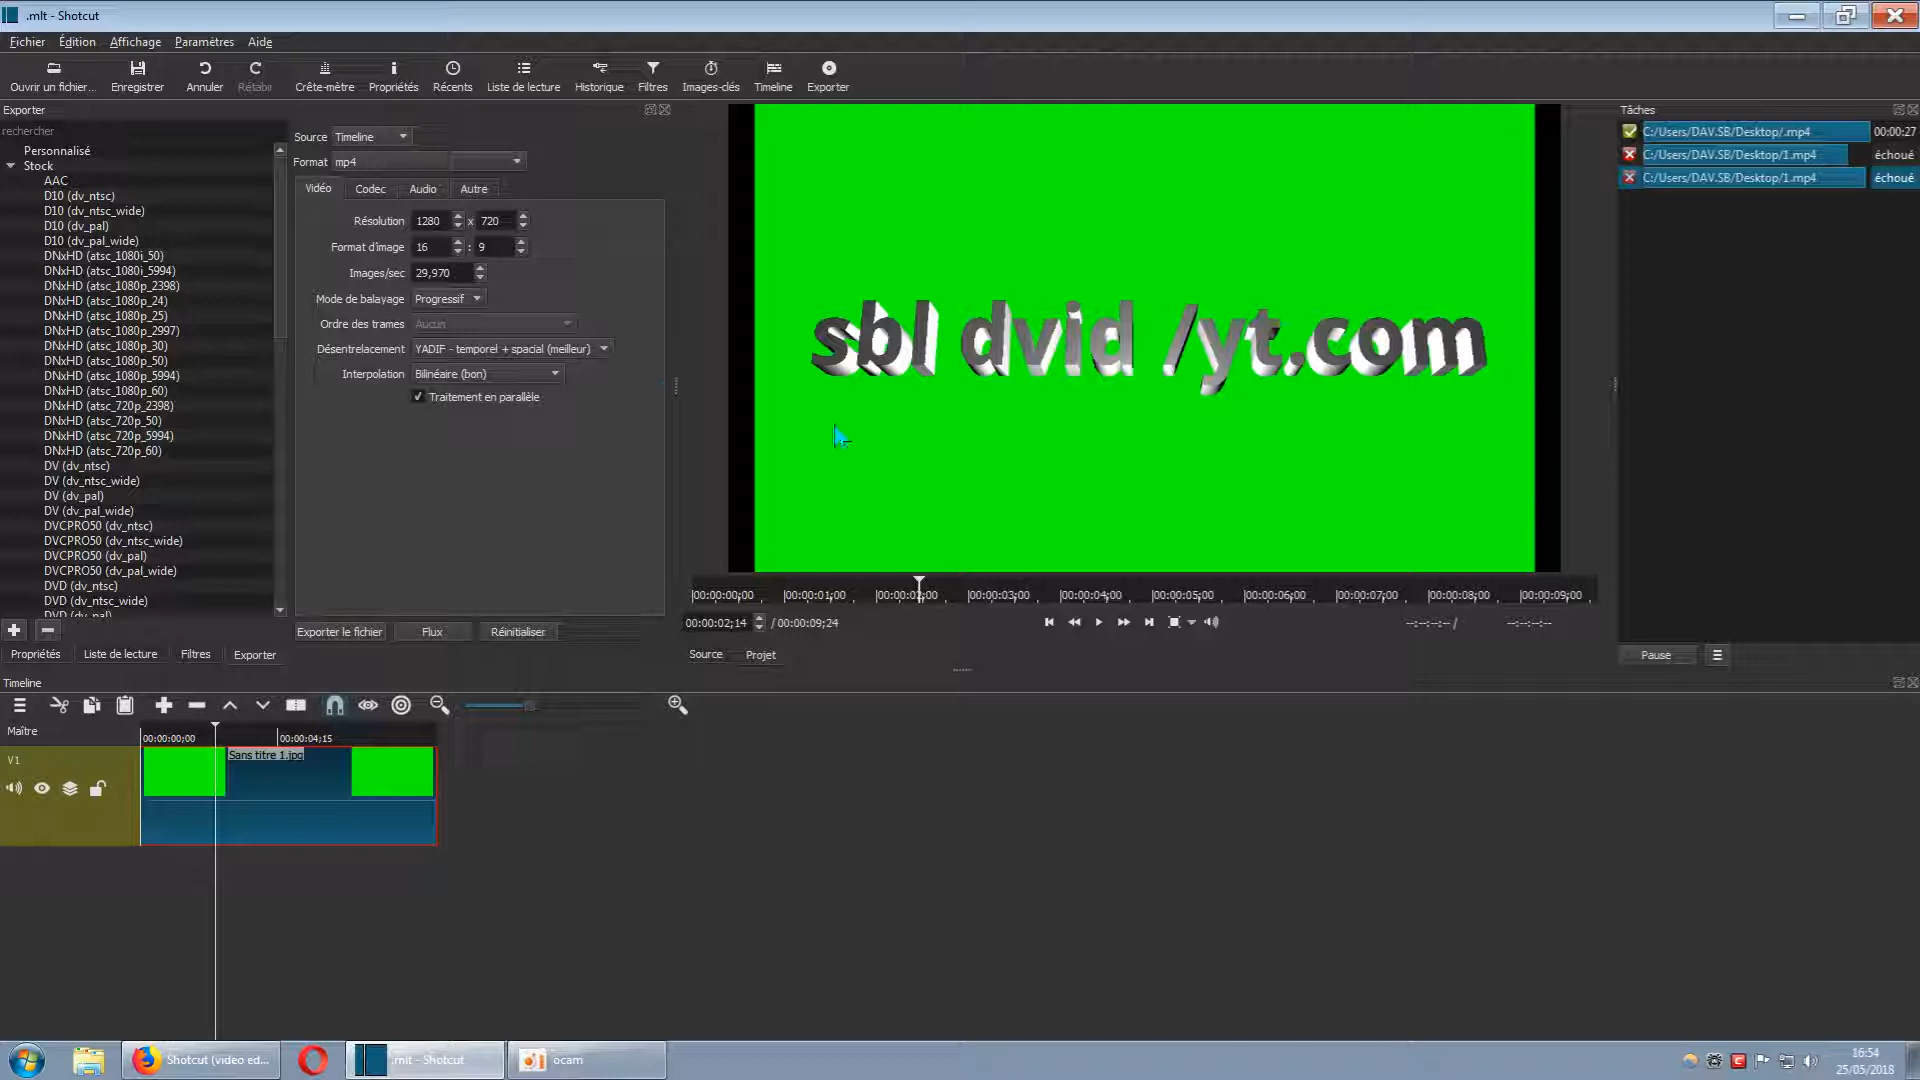 .mlt - Shotcut
Fichier Édition Affichage Paramètres Aide
Ouvrir un fichier... Enregistrer Annuler Rétabir Crête-mètre Propriétés Récents Liste de lecture Historique Filtres Images-clés Timeline Exporter
Exporter
rechercher
Personnalisé
Stock
AAC
D10 (dv_ntsc)
D10 (dv_ntsc_wide)
D10 (dv_pal)
D10 (dv_pal_wide)
DNxHD (atsc_1080i_50)
DNxHD (atsc_1080i_5994)
DNxHD (atsc_1080p_2398)
DNxHD (atsc_1080p_24)
DNxHD (atsc_1080p_25)
DNxHD (atsc_1080p_2997)
DNxHD (atsc_1080p_30)
DNxHD (atsc_1080p_50)
DNxHD (atsc_1080p_5994)
DNxHD (atsc_1080p_60)
DNxHD (atsc_720p_2398)
DNxHD (atsc_720p_50)
DNxHD (atsc_720p_5994)
DNxHD (atsc_720p_60)
DV (dv_ntsc)
DV (dv_ntsc_wide)
DV (dv_pal)
DV (dv_pal_wide)
DVCPRO50 (dv_ntsc)
DVCPRO50 (dv_ntsc_wide)
DVCPRO50 (dv_pal)
DVCPRO50 (dv_pal_wide)
DVD (dv_ntsc)
DVD (dv_ntsc_wide)
DVD (dv_pal)
Source Timeline
Format mp4
Vidéo Codec Audio Autre
Résolution 1280 x 720
Format d'image 16 : 9
Images/sec 29,970
Mode de balayage Progressif
Ordre des trames Aucun
Désentrelacement YADIF - temporel + spacial (meilleur)
Interpolation Bilinéaire (bon)
Traitement en parallèle
Exporter le fichier Flux Réinitialiser
Propriétés Liste de lecture Filtres Exporter
sbl dvid /yt.com
00:00:00;00 00:00:01;00 00:00:02;00 00:00:03;00 00:00:04;00 00:00:05;00 00:00:06;00 00:00:07;00 00:00:08;00 00:00:09;00
00:00:02;14 / 00:00:09;24 --:--:--:-- / --:--:--:--
Source Projet
Tâches
C:/Users/DAV.SB/Desktop/.mp4 00:00:27
C:/Users/DAV.SB/Desktop/1.mp4 échoué
C:/Users/DAV.SB/Desktop/1.mp4 échoué
Pause
Timeline
Maître
00:00:00;00 00:00:04;15
V1
Sans titre 1.jpg
Shotcut (video ed... .mlt - Shotcut ocam
16:54
25/05/2018